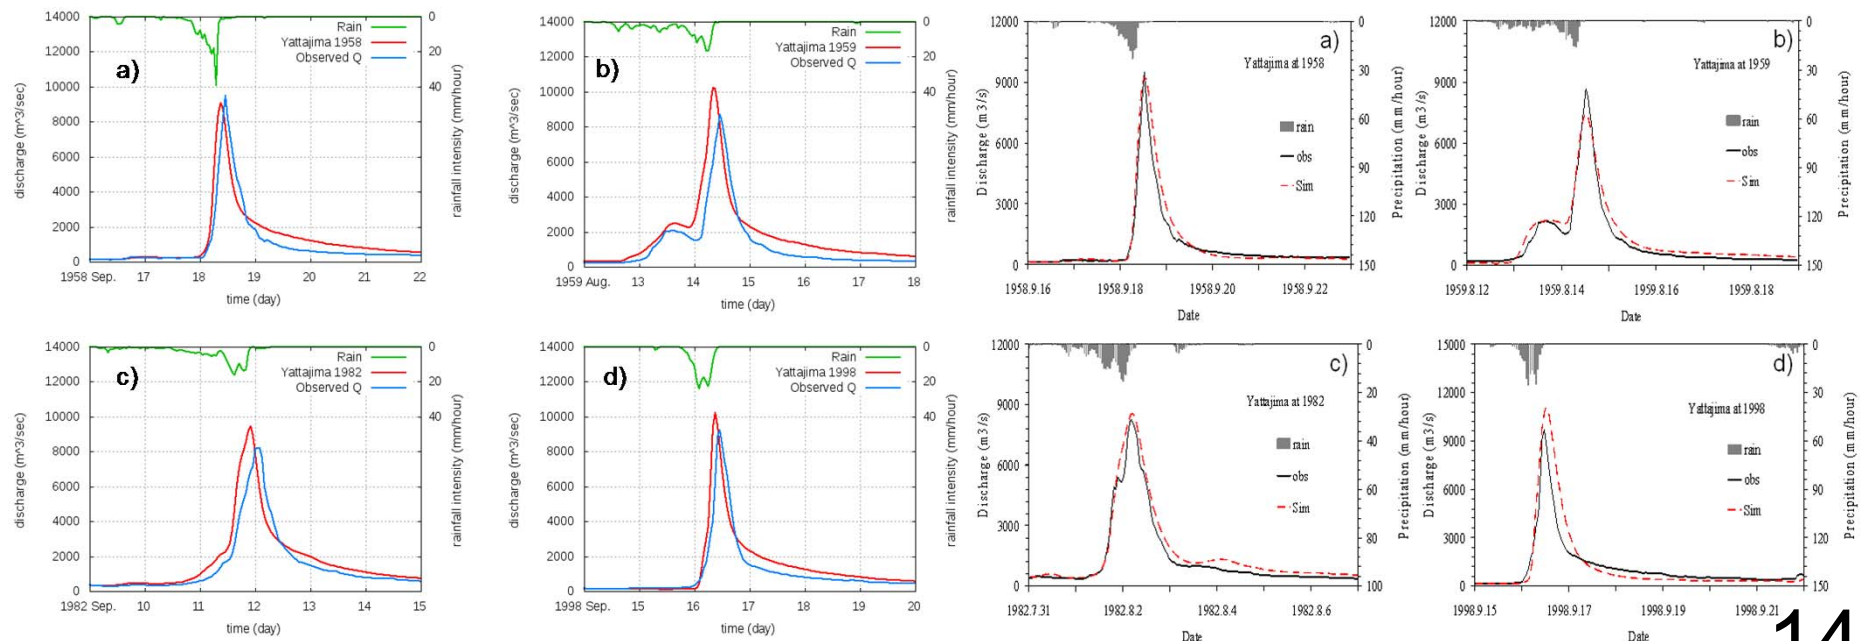 14000
12000
10000
8000
6000
4000
2000
0
discharge (m^3/sec)
a)
Rain
Yattajima 1958
Observed Q
0
20
40
rainfall intensity (mm/hour)
1958 Sep. 17 18 19 20 21 22
time (day)
14000
12000
10000
8000
6000
4000
2000
0
discharge (m^3/sec)
b)
Rain
Yattajima 1959
Observed Q
0
20
40
rainfall intensity (mm/hour)
1959 Aug. 13 14 15 16 17 18
time (day)
12000
9000
6000
3000
0
Discharge (m3/s)
a)
Yattajima at 1958
rain
obs
Sim
0
30
60
90
120
150
Precipitation (mm/hour)
1958.9.16 1958.9.18 1958.9.20 1958.9.22
Date
12000
9000
6000
3000
0
Discharge (m3/s)
b)
Yattajima at 1959
rain
obs
Sim
0
30
60
90
120
150
Precipitation (mm/hour)
1959.8.12 1959.8.14 1959.8.16 1959.8.18
Date
14000
12000
10000
8000
6000
4000
2000
0
discharge (m^3/sec)
c)
Rain
Yattajima 1982
Observed Q
0
20
40
rainfall intensity (mm/hour)
1982 Sep. 10 11 12 13 14 15
time (day)
14000
12000
10000
8000
6000
4000
2000
0
discharge (m^3/sec)
d)
Rain
Yattajima 1998
Observed Q
0
20
40
rainfall intensity (mm/hour)
1998 Sep. 15 16 17 18 19 20
time (day)
12000
9000
6000
3000
0
Discharge (m3/s)
c)
Yattajima at 1982
rain
obs
Sim
0
20
40
60
80
100
Precipitation (mm/hour)
1982.7.31 1982.8.2 1982.8.4 1982.8.6
Date
15000
12000
9000
6000
3000
0
Discharge (m3/s)
d)
Yattajima at 1998
rain
obs
Sim
0
30
60
90
120
150
Precipitation (mm/hour)
1998.9.15 1998.9.17 1998.9.19 1998.9.21
Date
14